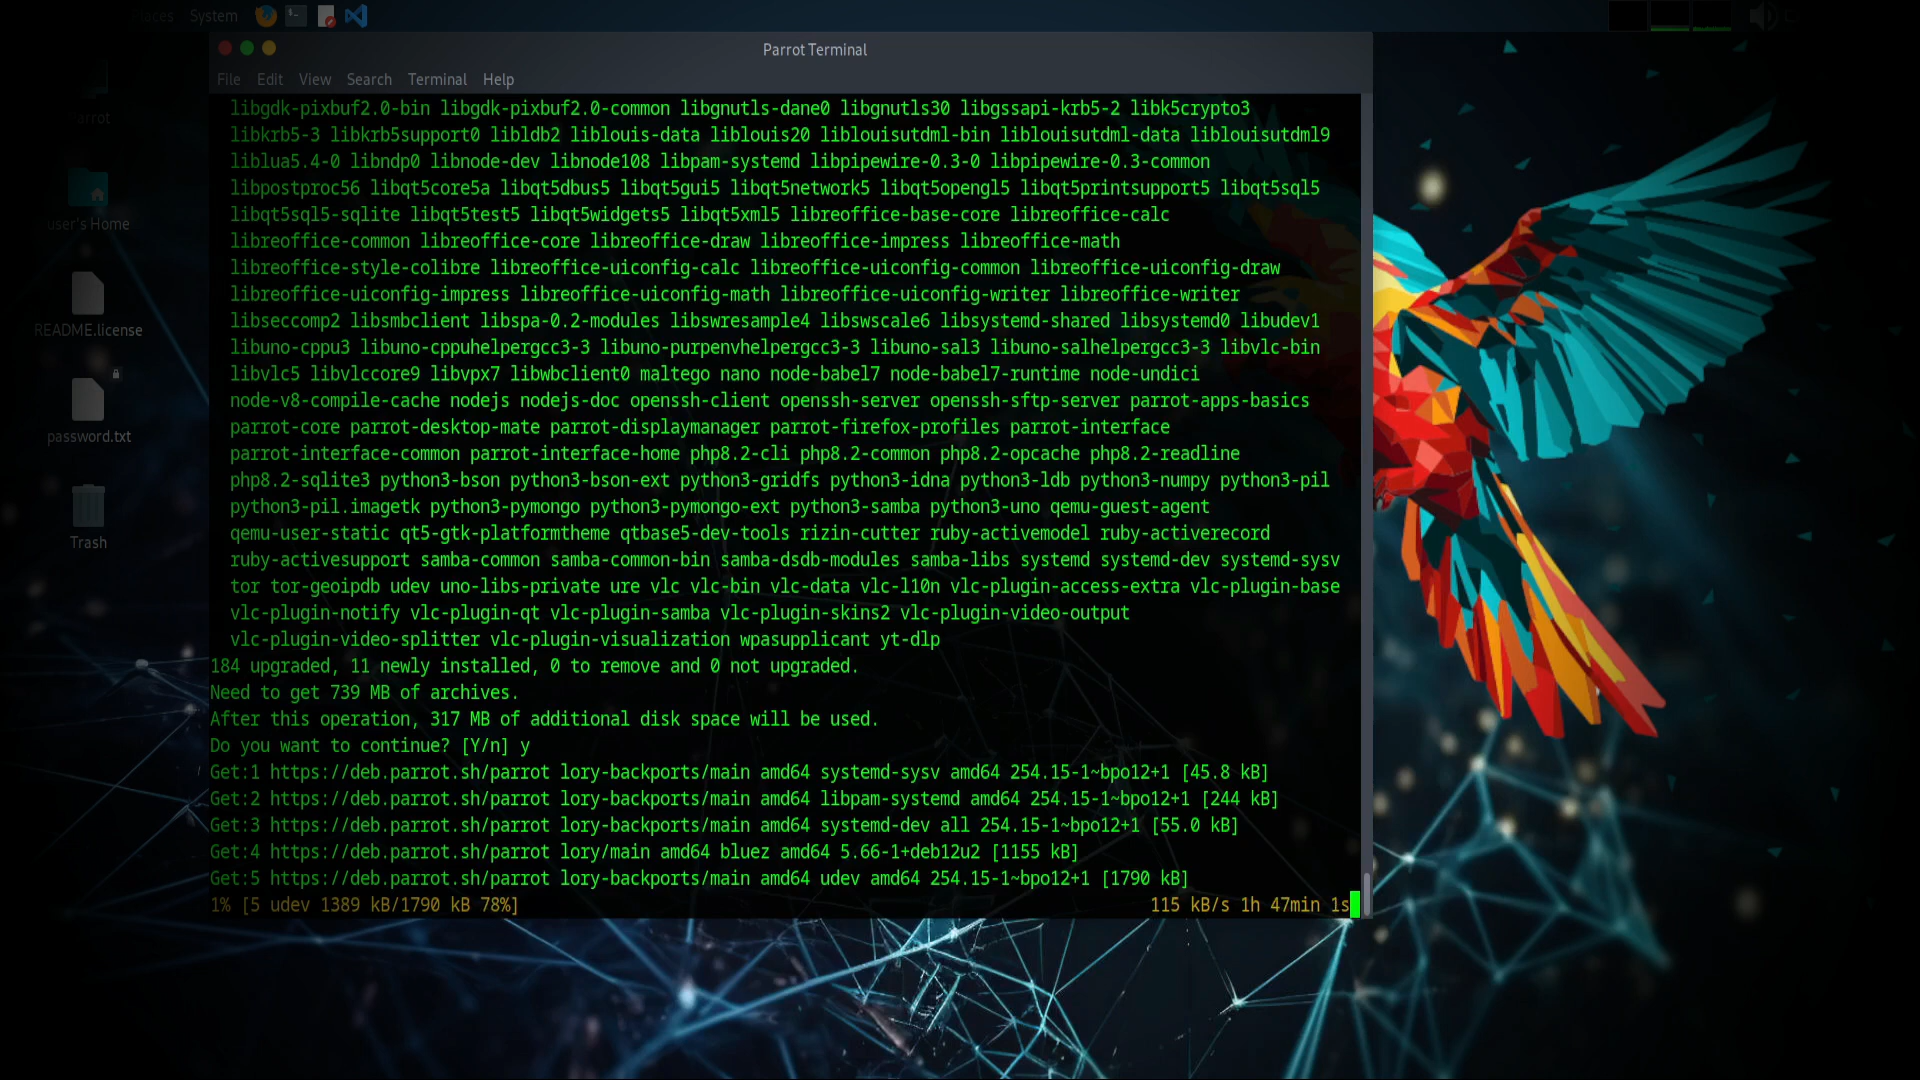 Places System
Parrot Terminal
File Edit View Search Terminal Help
libgdk-pixbuf2.0-bin libgdk-pixbuf2.0-common libgnutls-dane0 libgnutls30 libgssapi-krb5-2 libk5crypto3
libkrb5-3 libkrb5support0 libldb2 liblouis-data liblouis20 liblouisutdml-bin liblouisutdml-data liblouisutdml9
liblua5.4-0 libndp0 libnode-dev libnode108 libpam-systemd libpipewire-0.3-0 libpipewire-0.3-common
libpostproc56 libqt5core5a libqt5dbus5 libqt5gui5 libqt5network5 libqt5opengl5 libqt5printsupport5 libqt5sql5
libqt5sql5-sqlite libqt5test5 libqt5widgets5 libqt5xml5 libreoffice-base-core libreoffice-calc
libreoffice-common libreoffice-core libreoffice-draw libreoffice-impress libreoffice-math
libreoffice-style-colibre libreoffice-uiconfig-calc libreoffice-uiconfig-common libreoffice-uiconfig-draw
libreoffice-uiconfig-impress libreoffice-uiconfig-math libreoffice-uiconfig-writer libreoffice-writer
libseccomp2 libsmbclient libspa-0.2-modules libswresample4 libswscale6 libsystemd-shared libsystemd0 libudev1
libuno-cppu3 libuno-cppuhelpergcc3-3 libuno-purpenvhelpergcc3-3 libuno-sal3 libuno-salhelpergcc3-3 libvlc-bin
libvlc5 libvlccore9 libvpx7 libwbclient0 maltego nano node-babel7 node-babel7-runtime node-undici
node-v8-compile-cache nodejs nodejs-doc openssh-client openssh-server openssh-sftp-server parrot-apps-basics
parrot-core parrot-desktop-mate parrot-displaymanager parrot-firefox-profiles parrot-interface
parrot-interface-common parrot-interface-home php8.2-cli php8.2-common php8.2-opcache php8.2-readline
php8.2-sqlite3 python3-bson python3-bson-ext python3-gridfs python3-idna python3-ldb python3-numpy python3-pil
python3-pil.imagetk python3-pymongo python3-pymongo-ext python3-samba python3-uno qemu-guest-agent
qemu-user-static qt5-gtk-platformtheme qtbase5-dev-tools rizin-cutter ruby-activemodel ruby-activerecord
ruby-activesupport samba-common samba-common-bin samba-dsdb-modules samba-libs systemd systemd-dev systemd-sysv
tor tor-geoipdb udev uno-libs-private ure vlc vlc-bin vlc-data vlc-l10n vlc-plugin-access-extra vlc-plugin-base
vlc-plugin-notify vlc-plugin-qt vlc-plugin-samba vlc-plugin-skins2 vlc-plugin-video-output
vlc-plugin-video-splitter vlc-plugin-visualization wpasupplicant yt-dlp
184 upgraded, 11 newly installed, 0 to remove and 0 not upgraded.
Need to get 739 MB of archives.
After this operation, 317 MB of additional disk space will be used.
Do you want to continue? [Y/n] y
Get:1 https://deb.parrot.sh/parrot lory-backports/main amd64 systemd-sysv amd64 254.15-1~bpo12+1 [45.8 kB]
Get:2 https://deb.parrot.sh/parrot lory-backports/main amd64 libpam-systemd amd64 254.15-1~bpo12+1 [244 kB]
Get:3 https://deb.parrot.sh/parrot lory-backports/main amd64 systemd-dev all 254.15-1~bpo12+1 [55.0 kB]
Get:4 https://deb.parrot.sh/parrot lory/main amd64 bluez amd64 5.66-1+deb12u2 [1155 kB]
Get:5 https://deb.parrot.sh/parrot lory-backports/main amd64 udev amd64 254.15-1~bpo12+1 [1790 kB]
1% [5 udev 1389 kB/1790 kB 78%] 115 kB/s 1h 47min 1s
Parrot
user's Home
README.license
password.txt
Trash